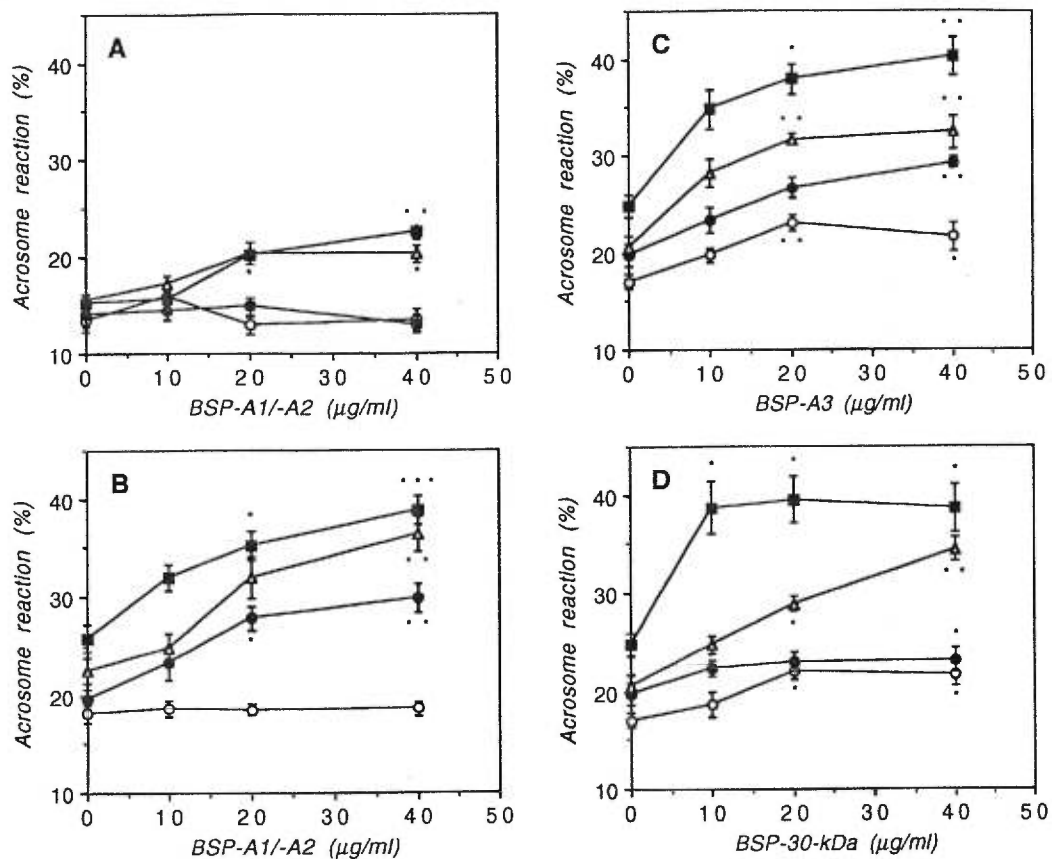 A
Acrosome reaction (%)
40
30
20
10
0 10 20 30 40 50
BSP-A1/-A2 (µg/ml)
C
Acrosome reaction (%)
40
30
20
10
0 10 20 30 40 50
BSP-A3 (µg/ml)
B
Acrosome reaction (%)
40
30
20
10
0 10 20 30 40 50
BSP-A1/-A2 (µg/ml)
D
Acrosome reaction (%)
40
30
20
10
0 10 20 30 40 50
BSP-30-kDa (µg/ml)